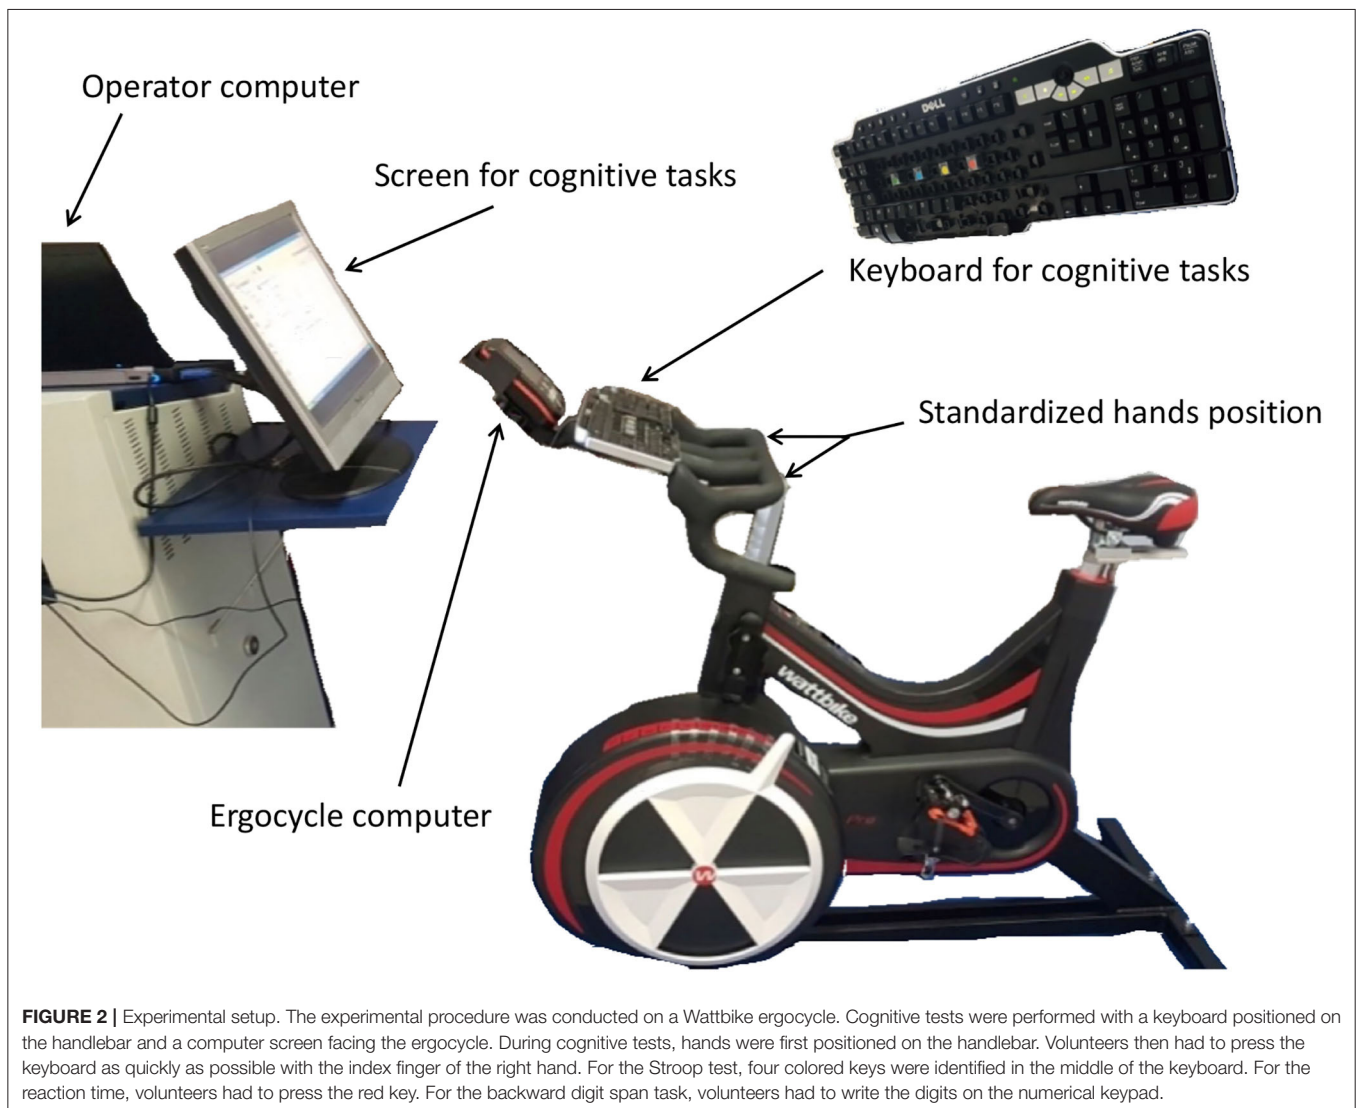 Operator computer
Screen for cognitive tasks
DELL
Keyboard for cognitive tasks
Standardized hands position
wattbike
Ergocycle computer
Pro
W
FIGURE 2 | Experimental setup. The experimental procedure was conducted on a Wattbike ergocycle. Cognitive tests were performed with a keyboard positioned on
the handlebar and a computer screen facing the ergocycle. During cognitive tests, hands were first positioned on the handlebar. Volunteers then had to press the
keyboard as quickly as possible with the index finger of the right hand. For the Stroop test, four colored keys were identified in the middle of the keyboard. For the
reaction time, volunteers had to press the red key. For the backward digit span task, volunteers had to write the digits on the numerical keypad.